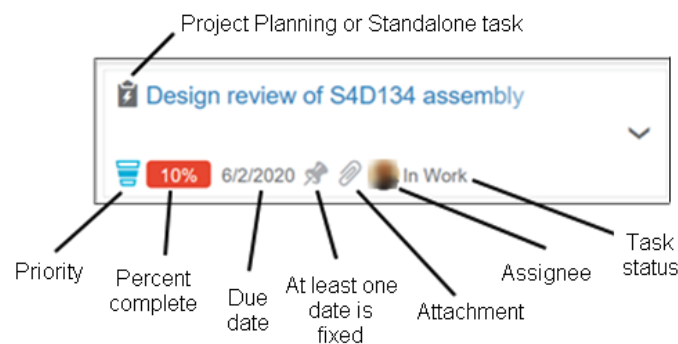 Project Planning or Standalone task
Design review of S4D134 assembly
10% 6/2/2020 In Work
Priority
Percent
complete
Due
date
At least one
date is
fixed
Attachment
Assignee
Task
status